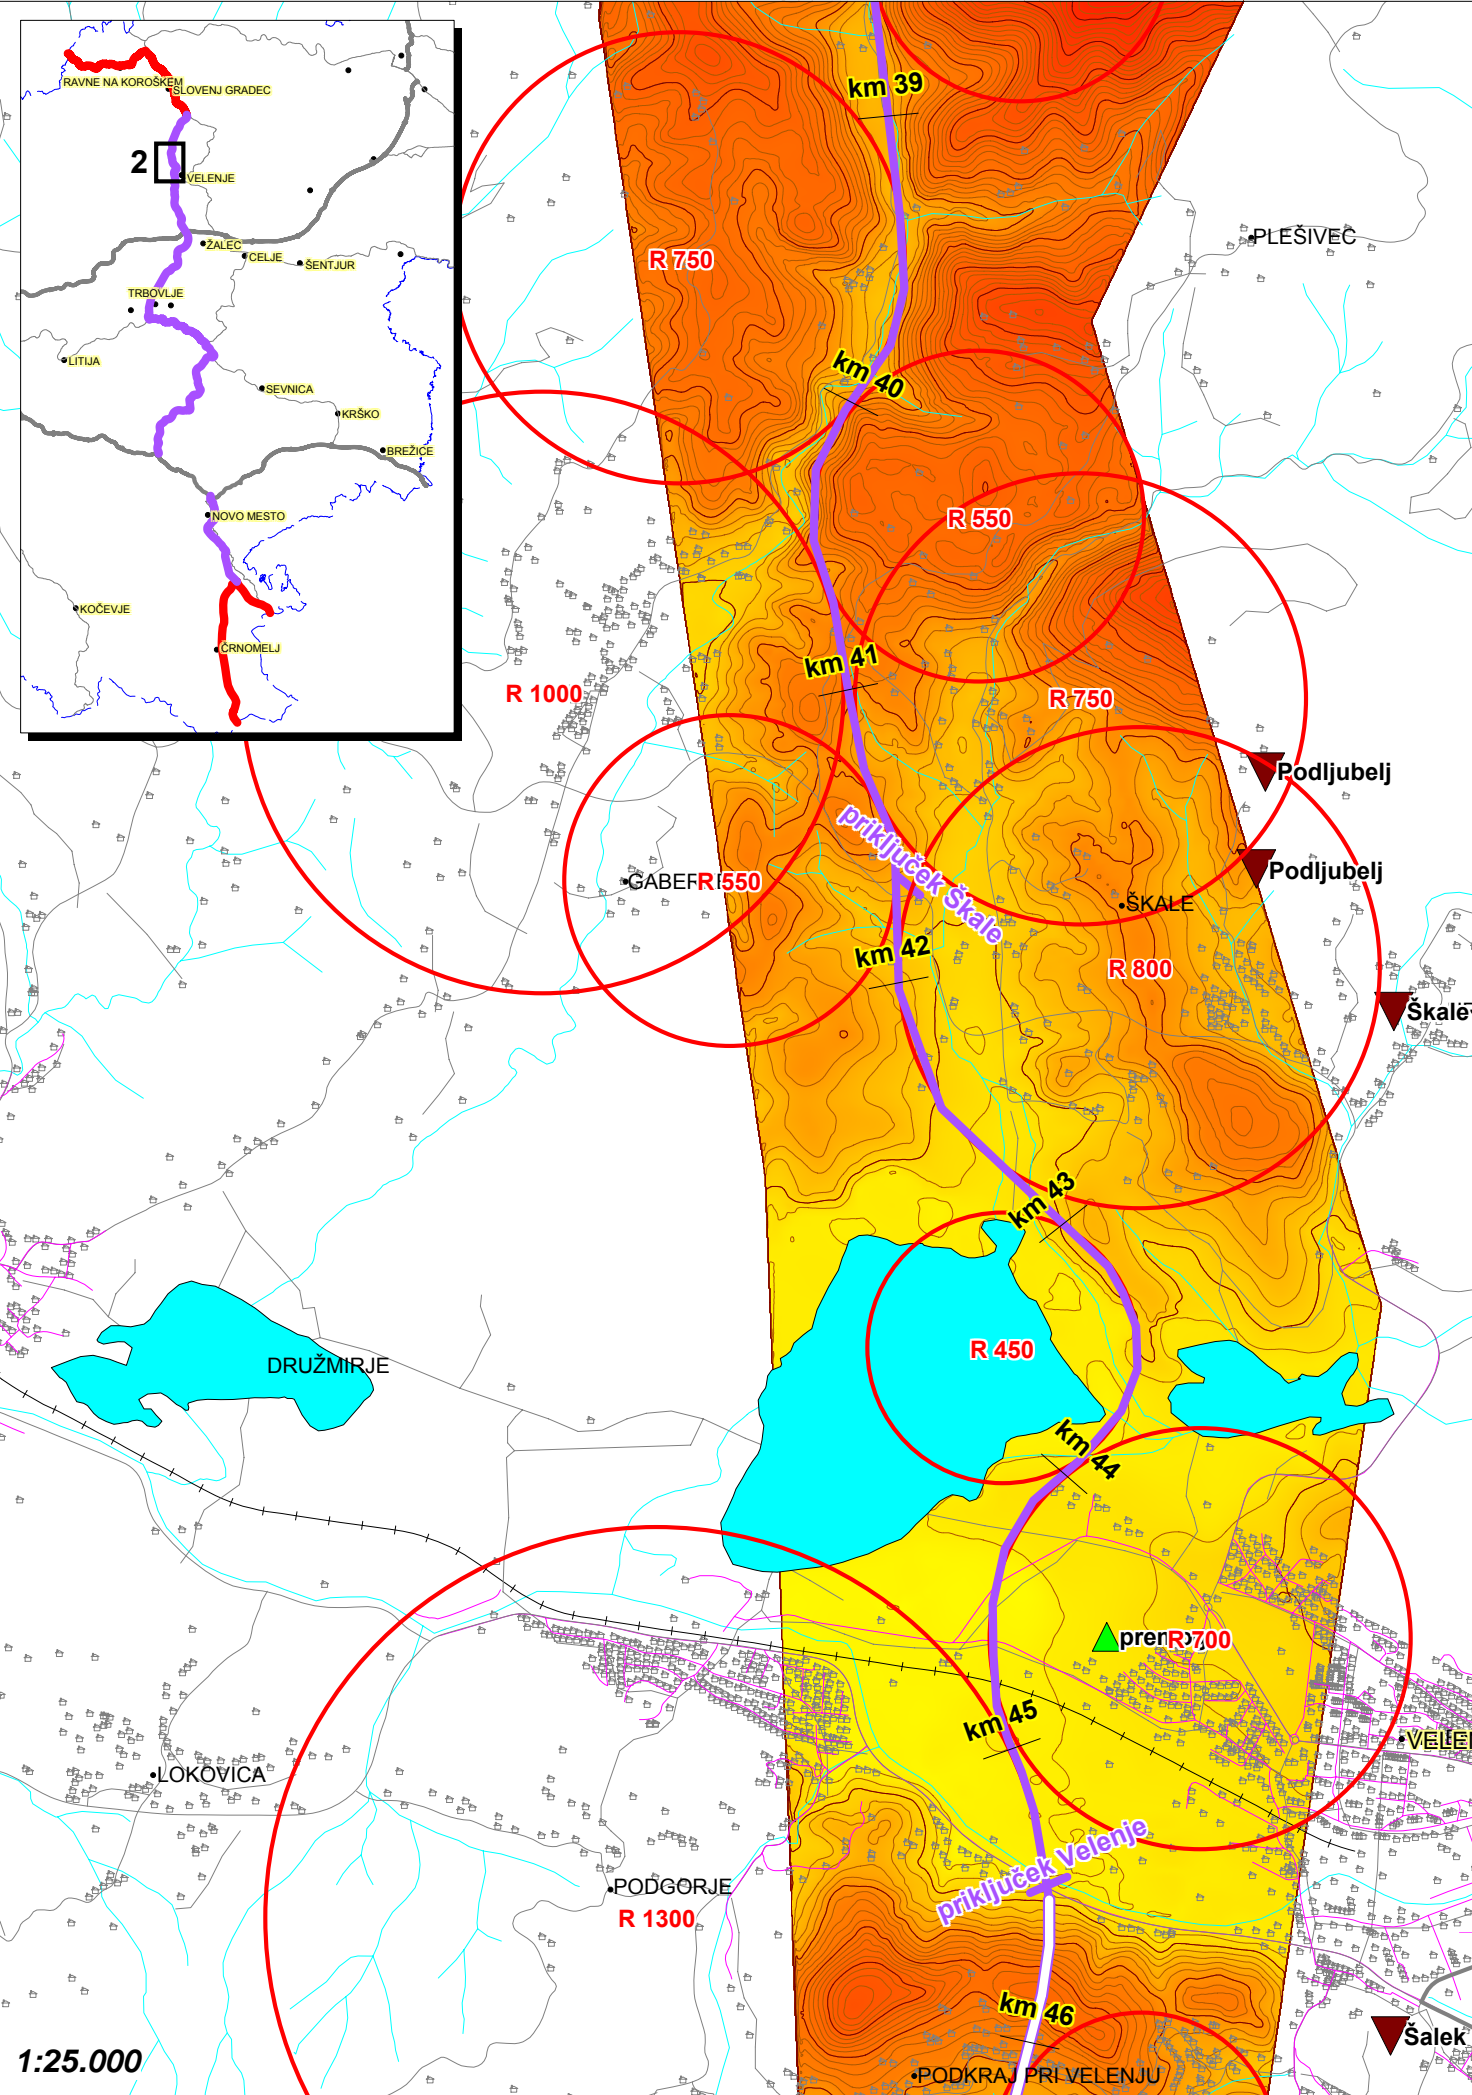 RAVNE NA KOROŠKEM
SLOVENJ GRADEC
2
VELENJE
ŽALEC
CELJE
ŠENTJUR
TRBOVLJE
LITIJA
SEVNICA
KRŠKO
BREŽICE
NOVO MESTO
KOČEVJE
ČRNOMELJ
km 39
PLEŠIVEC
R 750
km 40
R 550
km 41
R 1000
R 750
Podljubelj
priključek Škale
Podljubelj
R 550
ŠKALE
km 42
R 800
km 43
R 450
DRUŽMIRJE
km 44
R 700
km 45
LOKOVICA
priključek Velenje
PODGORJE
R 1300
km 46
Šalek
1:25.000
PODKRAJ PRI VELENJU